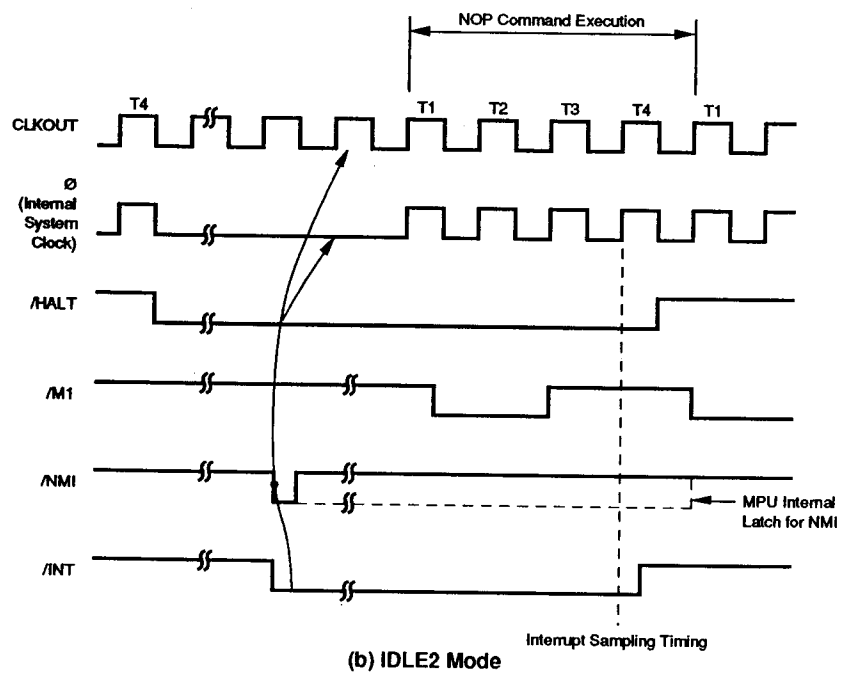 NOP Command Execution
T4
T1
T2
T3
T4
T1
CLKOUT
Ø
(Internal
System
Clock)
/HALT
/M1
/NMI
MPU Internal
Latch for NMI
/INT
Interrupt Sampling Timing
(b) IDLE2 Mode